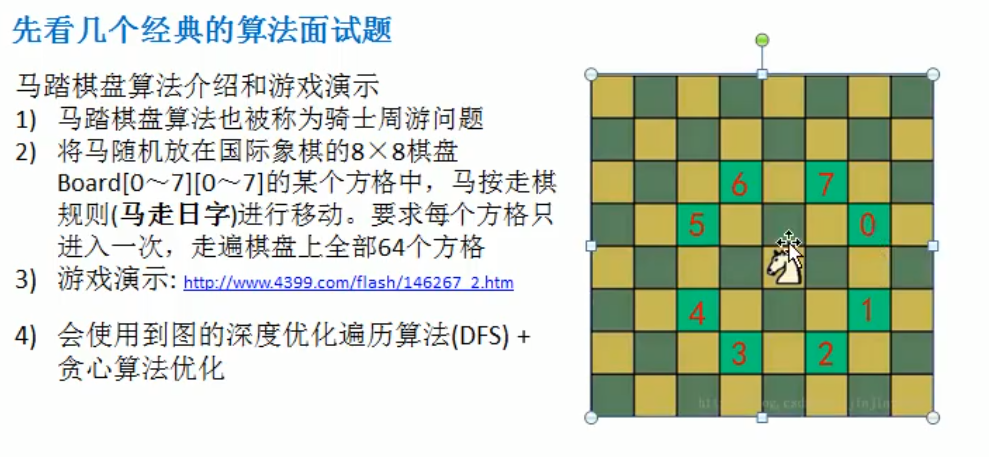 先看几个经典的算法面试题
马踏棋盘算法介绍和游戏演示
1) 马踏棋盘算法也被称为骑士周游问题
2) 将马随机放在国际象棋的8×8棋盘
Board[0～7][0～7]的某个方格中，马按走棋
规则(马走日字)进行移动。要求每个方格只
进入一次，走遍棋盘上全部64个方格
3) 游戏演示: http://www.4399.com/flash/146267_2.htm
4) 会使用到图的深度优化遍历算法(DFS) +
贪心算法优化
6 7
5 0
4 1
3 2